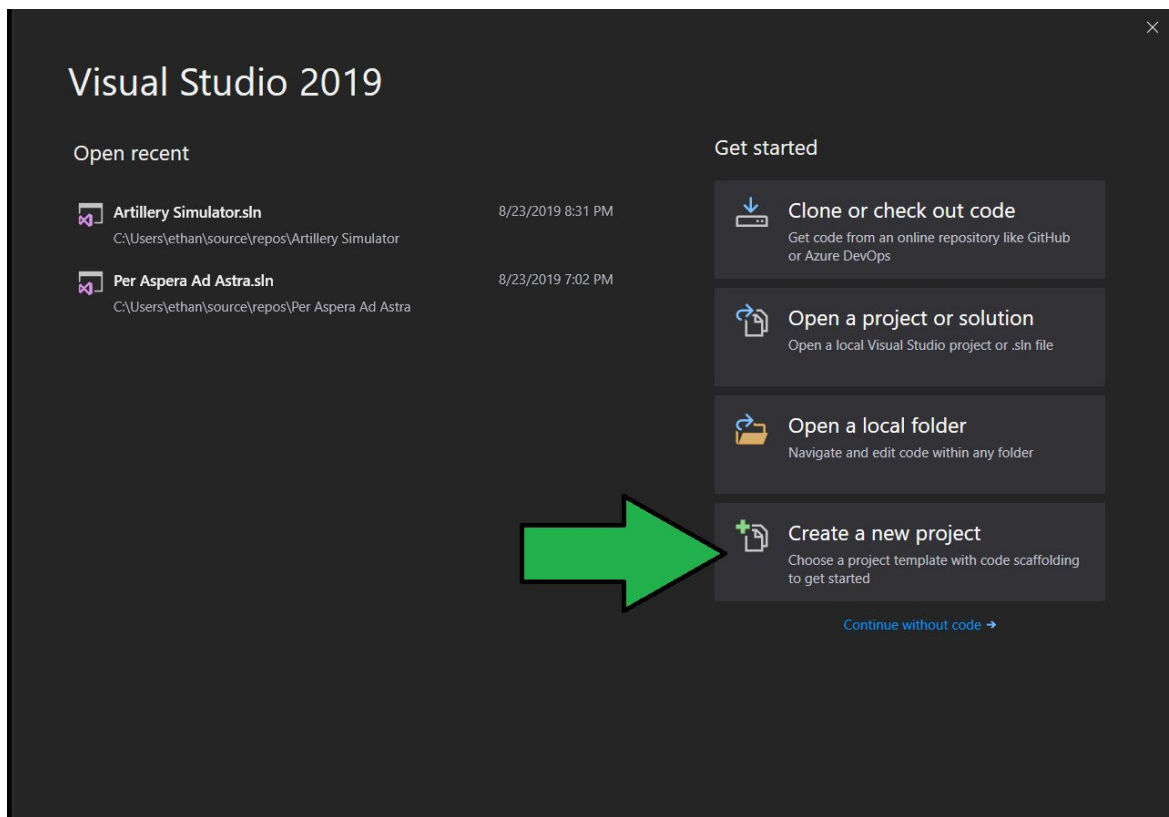 Visual Studio 2019
Open recent
Artillery Simulator.sln
8/23/2019 8:31 PM
C:\Users\ethan\source\repos\Artillery Simulator
Per Aspera Ad Astra.sln
8/23/2019 7:02 PM
C:\Users\ethan\source\repos\Per Aspera Ad Astra
Get started
Clone or check out code
Get code from an online repository like GitHub
or Azure DevOps
Open a project or solution
Open a local Visual Studio project or .sln file
Open a local folder
Navigate and edit code within any folder
Create a new project
Choose a project template with code scaffolding
to get started
Continue without code